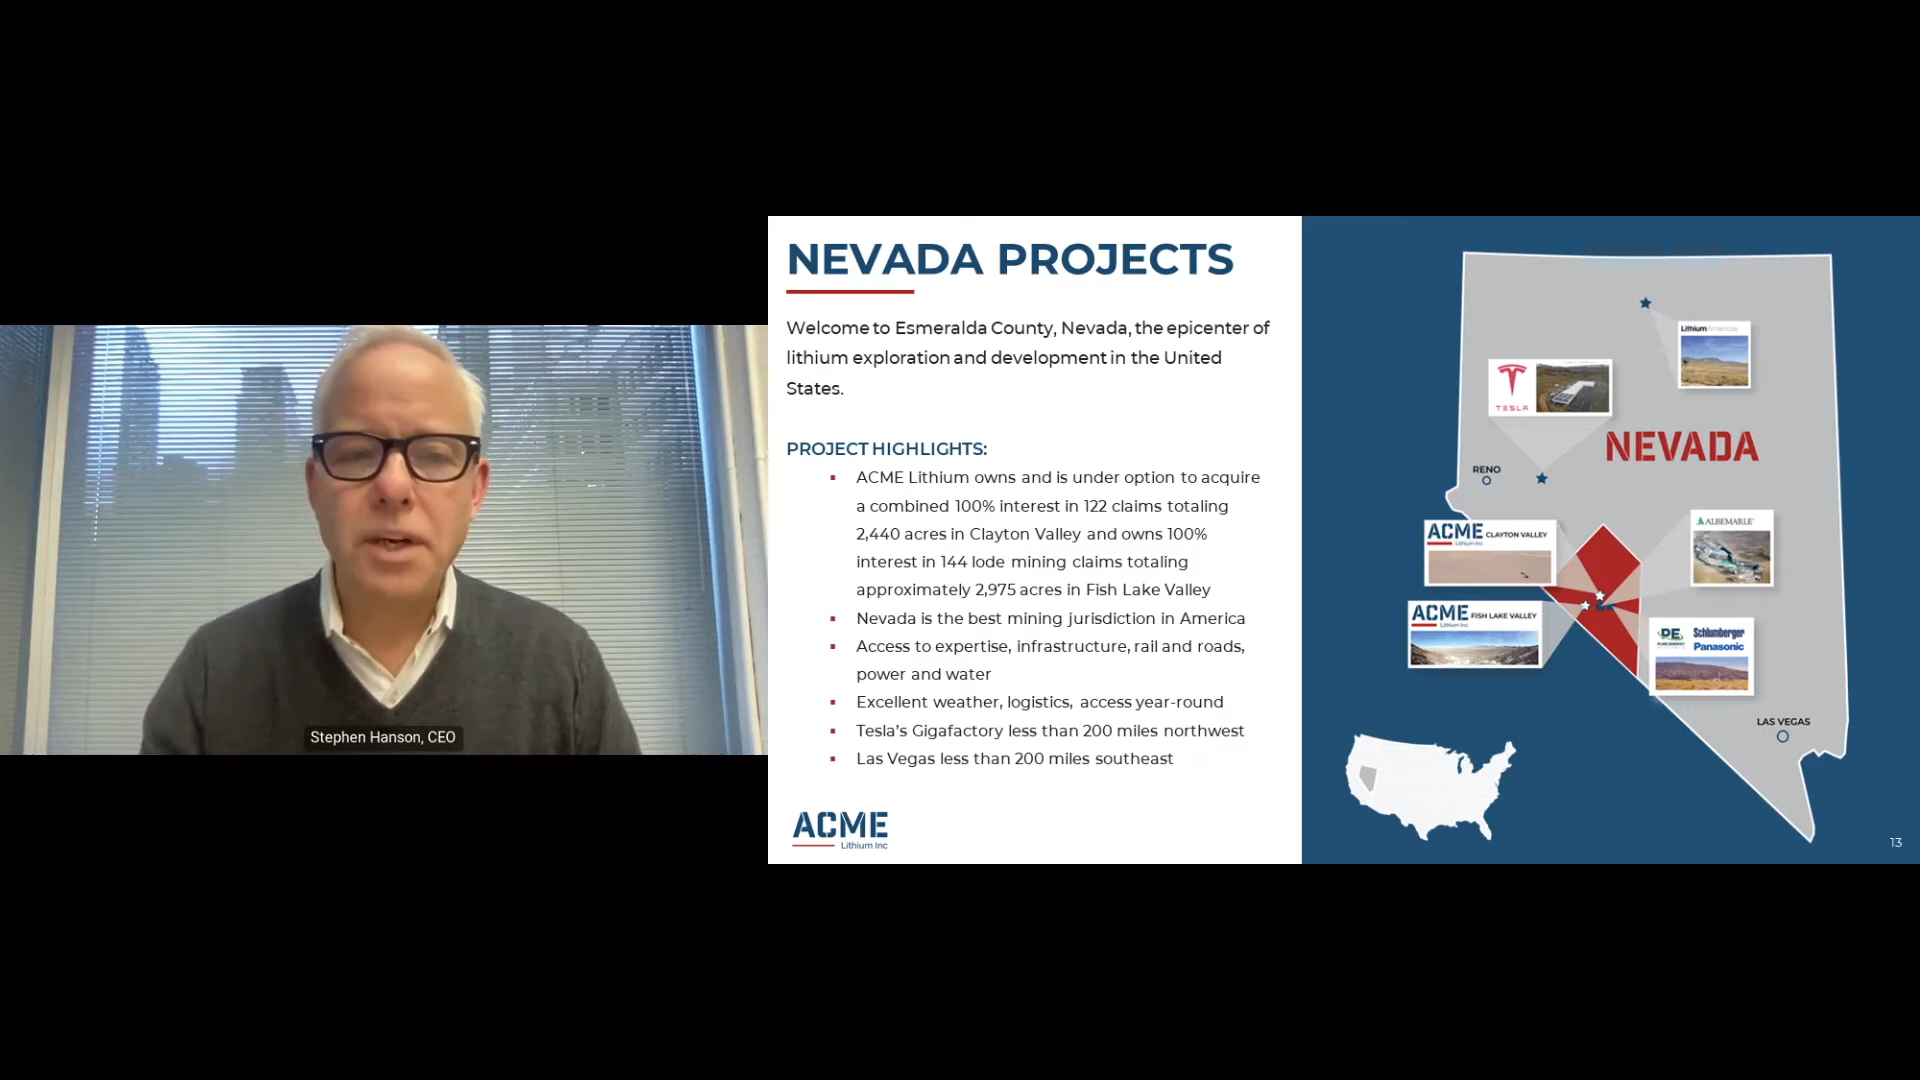 Stephen Hanson, CEO
NEVADA PROJECTS
Welcome to Esmeralda County, Nevada, the epicenter of
lithium exploration and development in the United
States.
PROJECT HIGHLIGHTS:
▪ ACME Lithium owns and is under option to acquire
a combined 100% interest in 122 claims totaling
2,440 acres in Clayton Valley and owns 100%
interest in 144 lode mining claims totaling
approximately 2,975 acres in Fish Lake Valley
▪ Nevada is the best mining jurisdiction in America
▪ Access to expertise, infrastructure, rail and roads,
power and water
▪ Excellent weather, logistics, access year-round
▪ Tesla's Gigafactory less than 200 miles northwest
▪ Las Vegas less than 200 miles southeast
ACME
Lithium Inc
Lithium Americas
TESLA
NEVADA
RENO
ACME
Lithium Inc
CLAYTON VALLEY
ALBEMARLE
ACME
Lithium Inc
FISH LAKE VALLEY
PE
PURE ENERGY
Schlumberger
Panasonic
LAS VEGAS
13